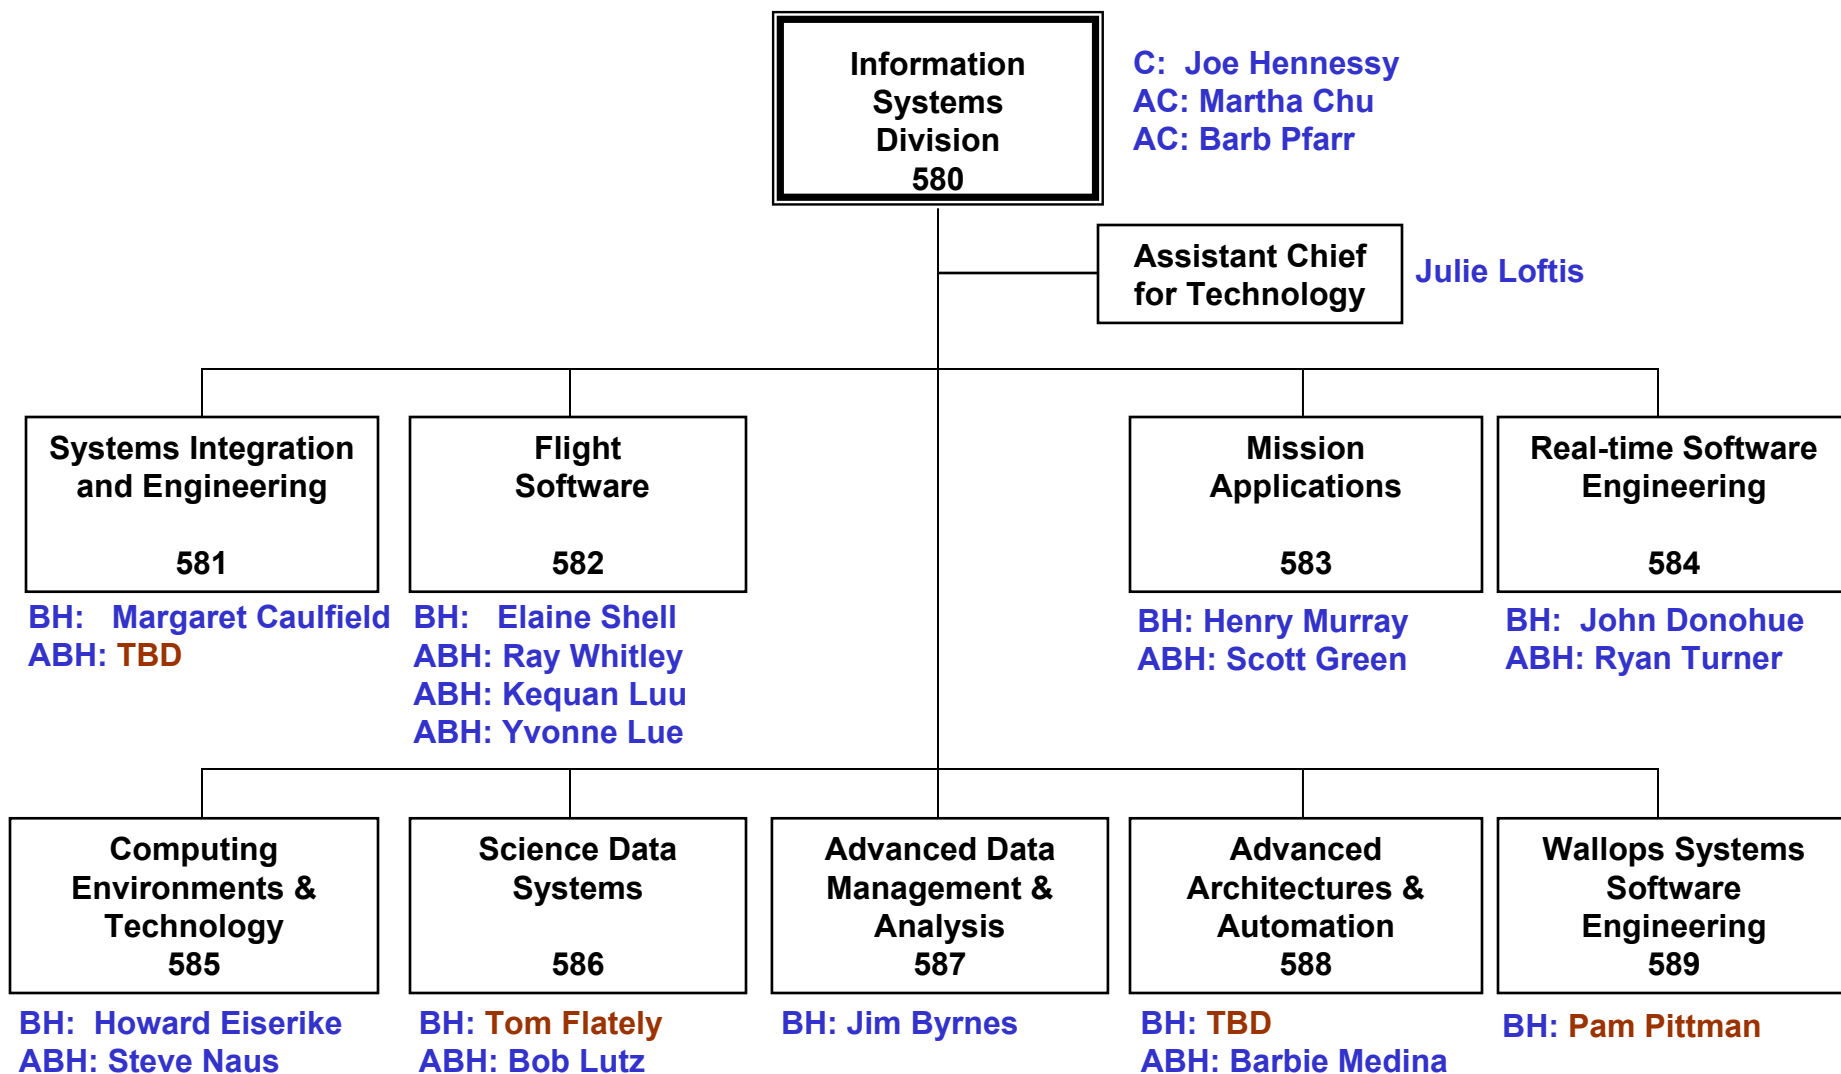 Information
Systems
Division
580
C: Joe Hennessy
AC: Martha Chu
AC: Barb Pfarr
Assistant Chief
for Technology
Julie Loftis
Systems Integration
and Engineering
581
BH: Margaret Caulfield
ABH: TBD
Flight
Software
582
BH: Elaine Shell
ABH: Ray Whitley
ABH: Kequan Luu
ABH: Yvonne Lue
Mission
Applications
583
BH: Henry Murray
ABH: Scott Green
Real-time Software
Engineering
584
BH: John Donohue
ABH: Ryan Turner
Computing
Environments &
Technology
585
BH: Howard Eiserike
ABH: Steve Naus
Science Data
Systems
586
BH: Tom Flately
ABH: Bob Lutz
Advanced Data
Management &
Analysis
587
BH: Jim Byrnes
Advanced
Architectures &
Automation
588
BH: TBD
ABH: Barbie Medina
Wallops Systems
Software
Engineering
589
BH: Pam Pittman